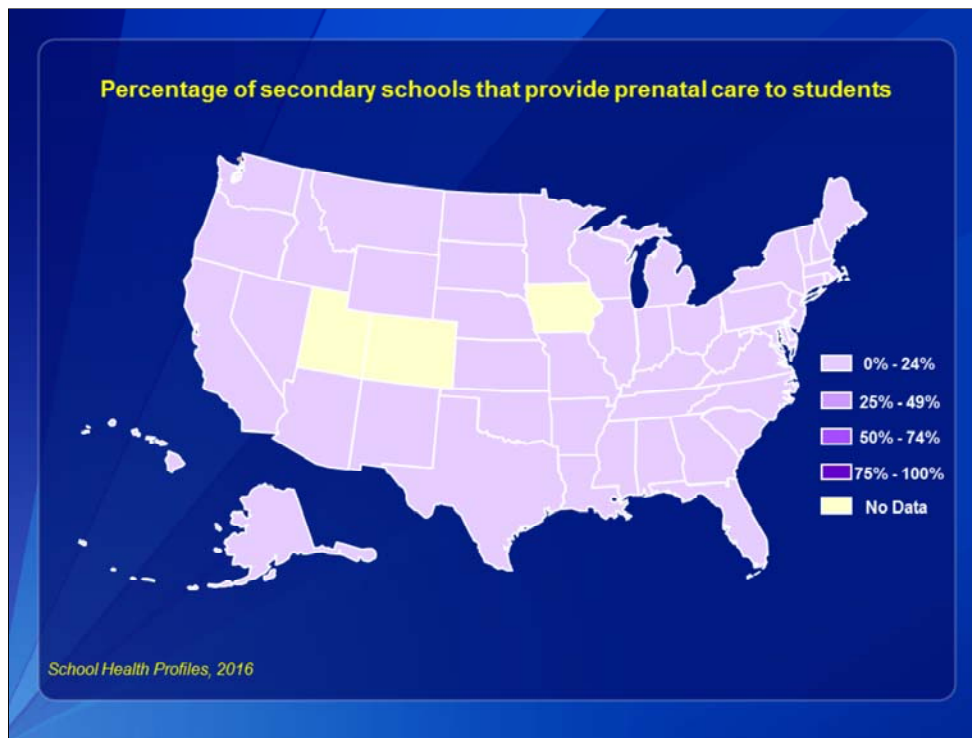 Percentage of secondary schools that provide prenatal care to students
0% - 24%
25% - 49%
50% - 74%
75% - 100%
No Data
School Health Profiles, 2016